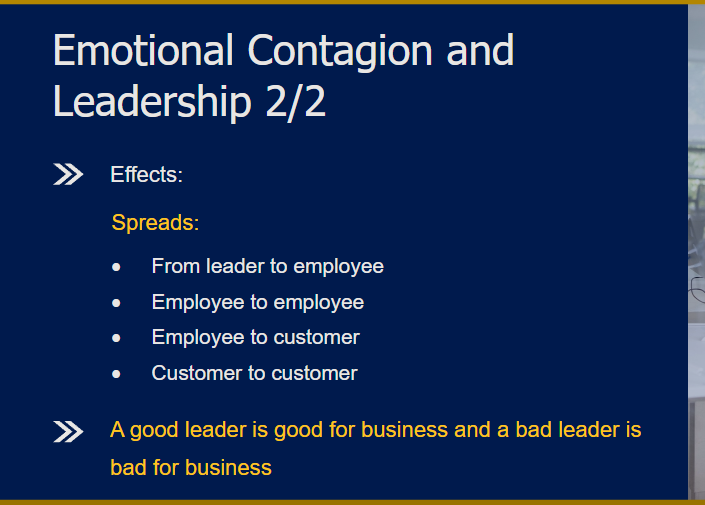 Emotional Contagion and
Leadership 2/2
Effects:
Spreads:
• From leader to employee
• Employee to employee
• Employee to customer
• Customer to customer
A good leader is good for business and a bad leader is
bad for business